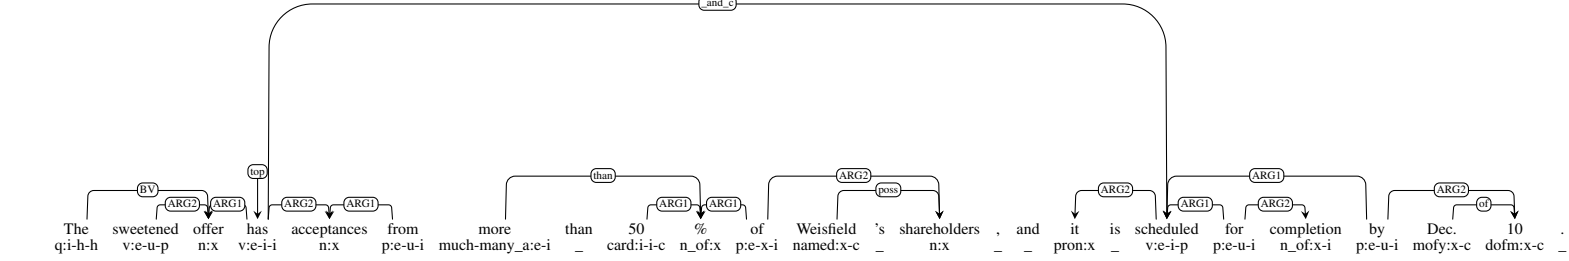 _and_c
top
than ARG2 ARG1
BV poss ARG2 ARG2
ARG2 ARG1 ARG2 ARG1 ARG1 ARG1 ARG1 ARG2 of
The sweetened offer has acceptances from more than 50 % of Weisfield 's shareholders , and it is scheduled for completion by Dec. 10 .
q:i-h-h v:e-u-p n:x v:e-i-i n:x p:e-u-i much-many_a:e-i _ card:i-i-c n_of:x p:e-x-i named:x-c _ n:x _ _ pron:x _ v:e-i-p p:e-u-i n_of:x-i p:e-u-i mofy:x-c dofm:x-c _